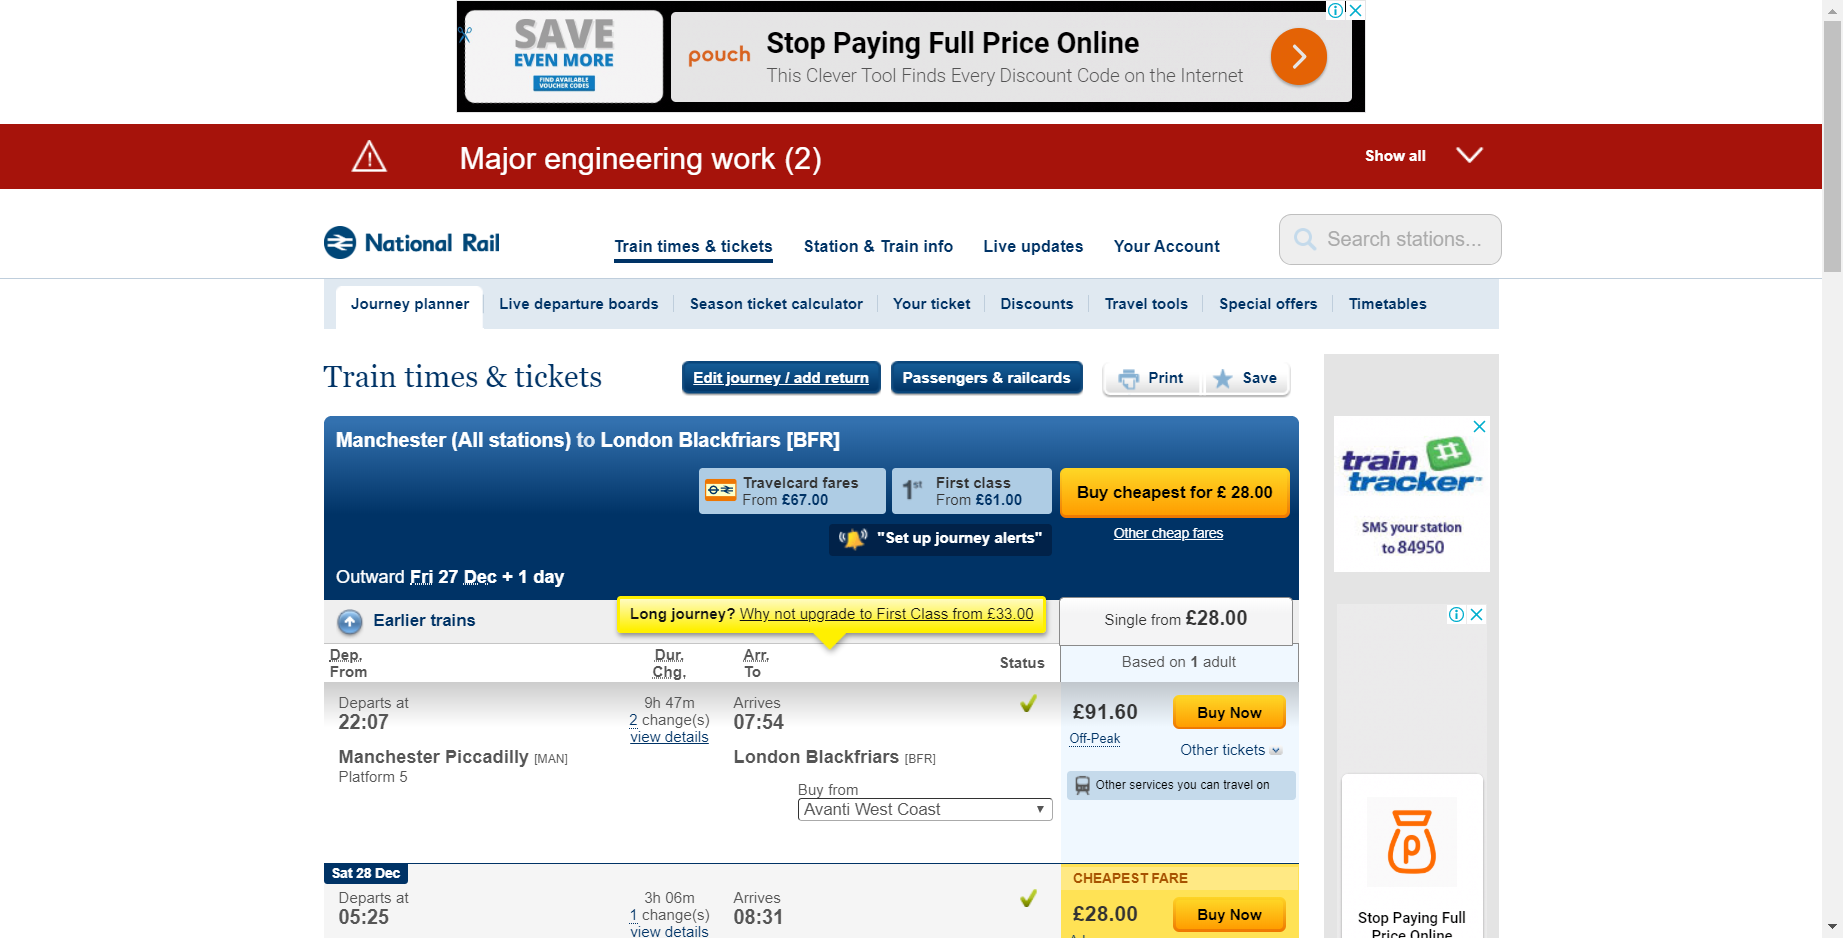 SAVE
EVEN MORE
FIND AVAILABLE
VOUCHER CODES
pouch
Stop Paying Full Price Online
This Clever Tool Finds Every Discount Code on the Internet
Major engineering work (2)
Show all
National Rail
Train times & tickets
Station & Train info
Live updates
Your Account
Search stations...
Journey planner
Live departure boards
Season ticket calculator
Your ticket
Discounts
Travel tools
Special offers
Timetables
Train times & tickets
Edit journey / add return
Passengers & railcards
Print
Save
Manchester (All stations) to London Blackfriars [BFR]
Travelcard fares
From £67.00
1st
First class
From £61.00
Buy cheapest for £ 28.00
"Set up journey alerts"
Other cheap fares
Outward Fri 27 Dec + 1 day
Earlier trains
Long journey? Why not upgrade to First Class from £33.00
Single from £28.00
Dep.
From
Dur.
Chg.
Arr.
To
Status
Based on 1 adult
Departs at
22:07
9h 47m
2 change(s)
view details
Arrives
07:54
£91.60
Off-Peak
Buy Now
Other tickets
Manchester Piccadilly [MAN]
Platform 5
London Blackfriars [BFR]
Other services you can travel on
Buy from
Avanti West Coast
Sat 28 Dec
Departs at
05:25
3h 06m
1 change(s)
view details
Arrives
08:31
CHEAPEST FARE
£28.00
Buy Now
train
tracker
SMS your station
to 84950
p
Stop Paying Full
Price Online